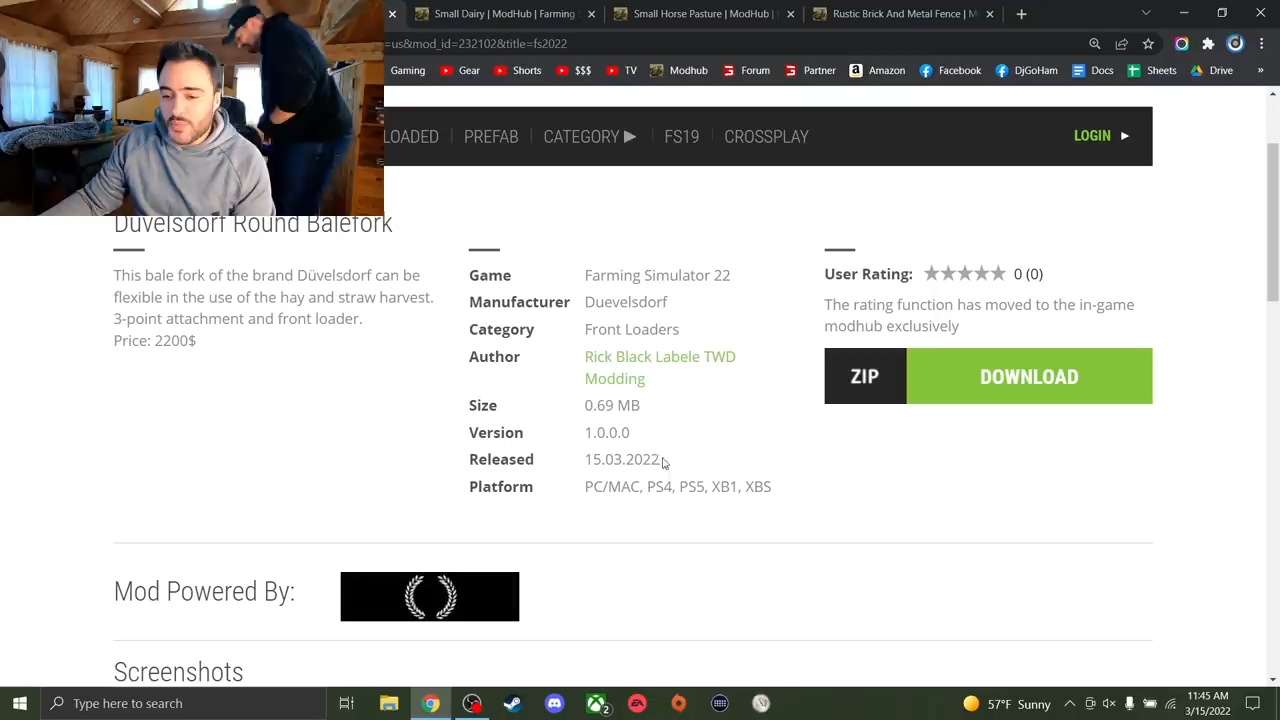 Small Dairy | ModHub | Farming
Small Horse Pasture | ModHub |
Rustic Brick And Metal Fence | M
=us&mod_id=232102&title=fs2022
Gaming
Gear
Shorts
$$$
TV
Modhub
Forum
Partner
Amazon
Facebook
DjGoHam
Docs
Sheets
Drive
»
LOADED
PREFAB
CATEGORY
FS19
CROSSPLAY
LOGIN
Düvelsdorf Round Balefork
This bale fork of the brand Düvelsdorf can be
flexible in the use of the hay and straw harvest.
3-point attachment and front loader.
Price: 2200$
Game Farming Simulator 22
Manufacturer Duevelsdorf
Category Front Loaders
Author Rick Black Labele TWD
Modding
Size 0.69 MB
Version 1.0.0.0
Released 15.03.2022
Platform PC/MAC, PS4, PS5, XB1, XBS
User Rating: 0 (0)
The rating function has moved to the in-game
modhub exclusively
ZIP DOWNLOAD
Mod Powered By:
Screenshots
Type here to search
2
57°F Sunny
11:45 AM
3/15/2022